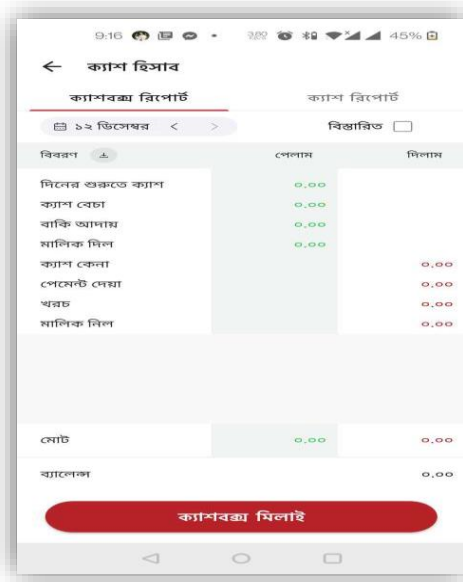 9:16 45%
ক্যাশ হিসাব
ক্যাশবক্স রিপোর্ট ক্যাশ রিপোর্ট
১২ ডিসেম্বর < > বিস্তারিত
বিবরণ পেলাম দিলাম
দিনের শুরুতে ক্যাশ ০.০০
ক্যাশ বেচা ০.০০
বাকি আদায় ০.০০
মালিক দিল ০.০০
ক্যাশ কেনা ০.০০
পেমেন্ট দেয়া ০.০০
খরচ ০.০০
মালিক নিল ০.০০
মোট ০.০০ ০.০০
ব্যালেন্স ০.০০
ক্যাশবক্স মিলাই